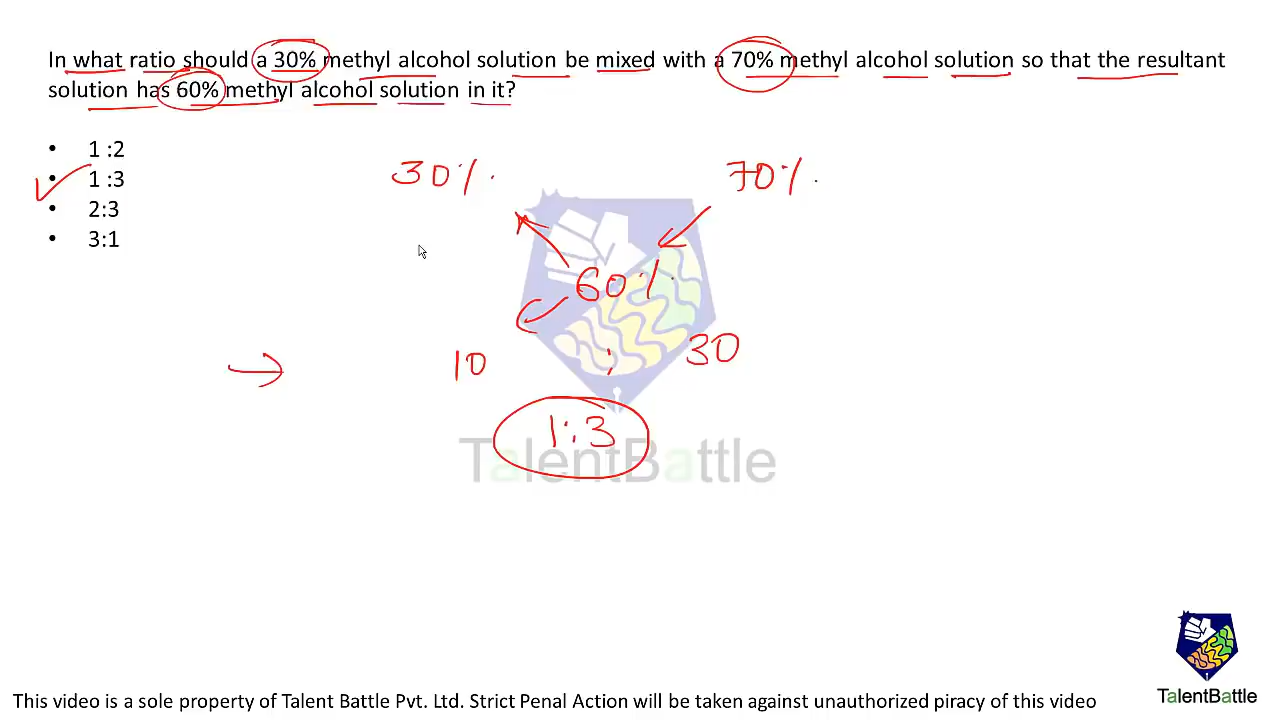 In what ratio should a 30% methyl alcohol solution be mixed with a 70% methyl alcohol solution so that the resultant
solution has 60% methyl alcohol solution in it?
• 1 :2
• 1 :3
• 2:3
• 3:1
30% 70%
60%
10 : 30
1:3
TalentBattle
TalentBattle
This video is a sole property of Talent Battle Pvt. Ltd. Strict Penal Action will be taken against unauthorized piracy of this video